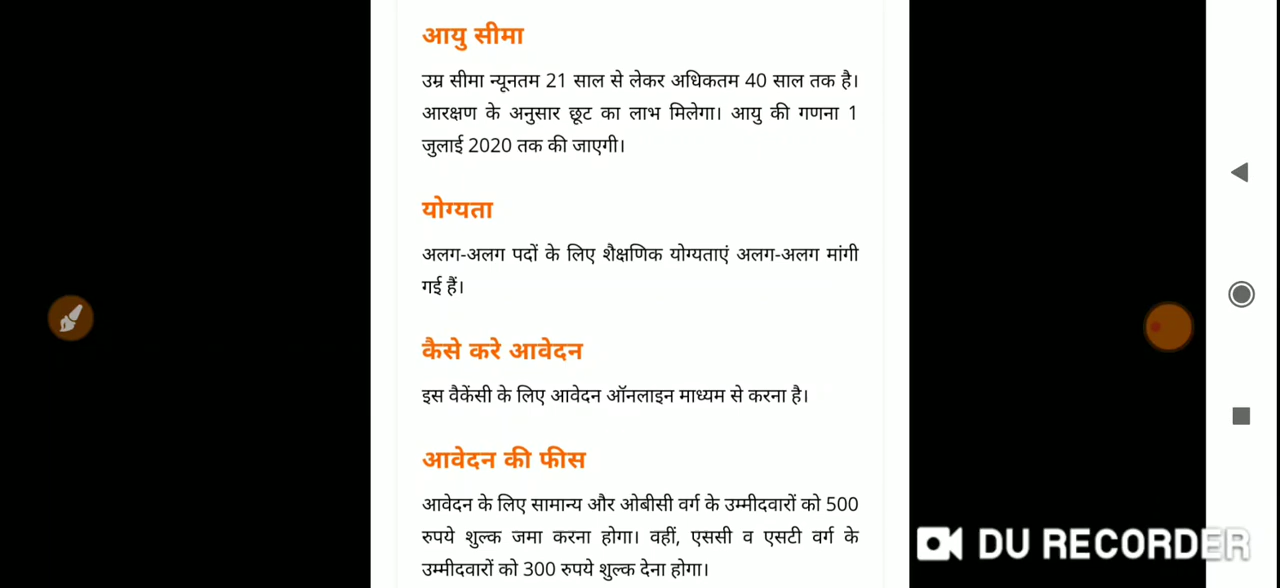 आयु सीमा
उम्र सीमा न्यूनतम 21 साल से लेकर अधिकतम 40 साल तक है।
आरक्षण के अनुसार छूट का लाभ मिलेगा। आयु की गणना 1
जुलाई 2020 तक की जाएगी।
योग्यता
अलग-अलग पदों के लिए शैक्षणिक योग्यताएं अलग-अलग मांगी
गई हैं।
कैसे करे आवेदन
इस वैकेंसी के लिए आवेदन ऑनलाइन माध्यम से करना है।
आवेदन की फीस
आवेदन के लिए सामान्य और ओबीसी वर्ग के उम्मीदवारों को 500
रुपये शुल्क जमा करना होगा। वहीं, एससी व एसटी वर्ग के
उम्मीदवारों को 300 रुपये शुल्क देना होगा।
DU RECORDER